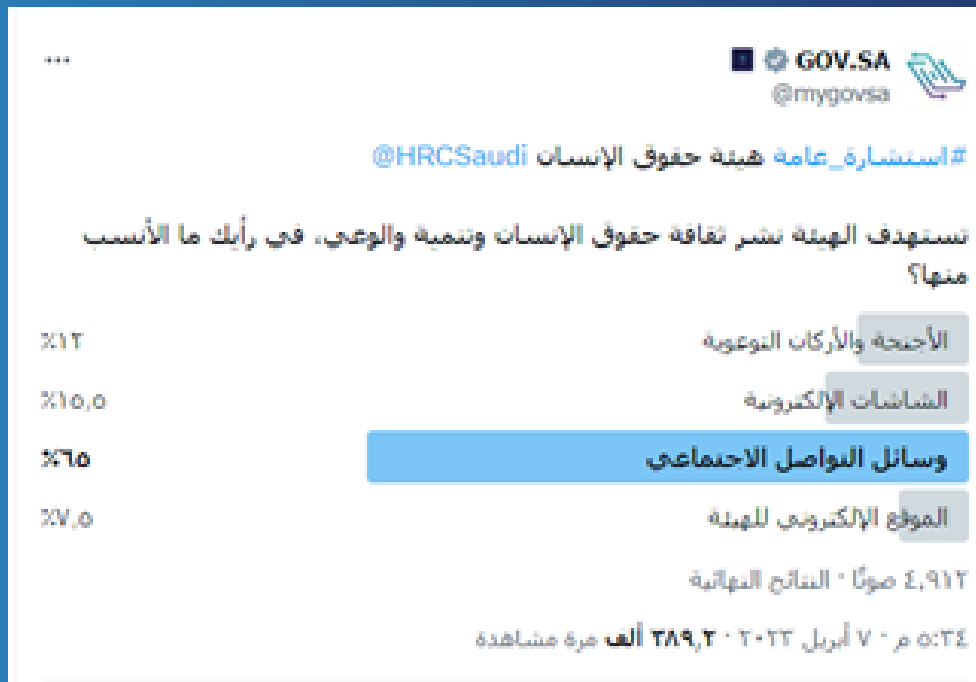 GOV.SA
@mygovsa
#استشارة_عامة هيئة حقوق الإنسان @HRCSaudi
تستهدف الهيئة نشر ثقافة حقوق الإنسان وتنمية والوعي، في رأيك ما الأنسب
منها؟
الأجنحة والأركان التوعوية ١٢٪
الشاشات الإلكترونية ١٥,٥٪
وسائل التواصل الاجتماعي ٦٥٪
الموقع الإلكتروني للهيئة ٧,٥٪
٤,٩١٢ صوتًا · النتائج النهائية
٥:٣٤ م · ٧ أبريل ٢٠٢٣ · ٣٨٩,٢ ألف مرة مشاهدة